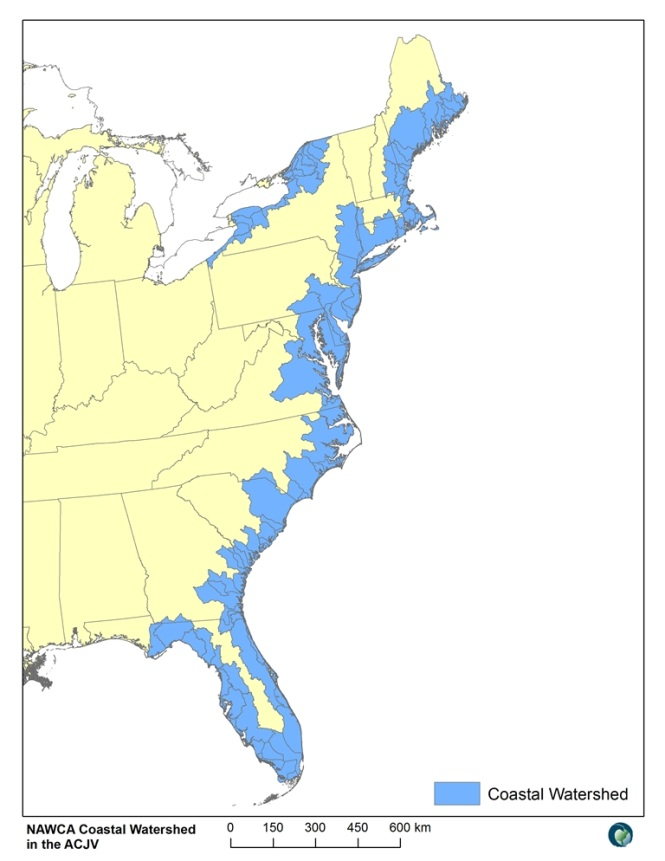 Coastal Watershed
NAWCA Coastal Watershed
in the ACJV
0 150 300 450 600 km